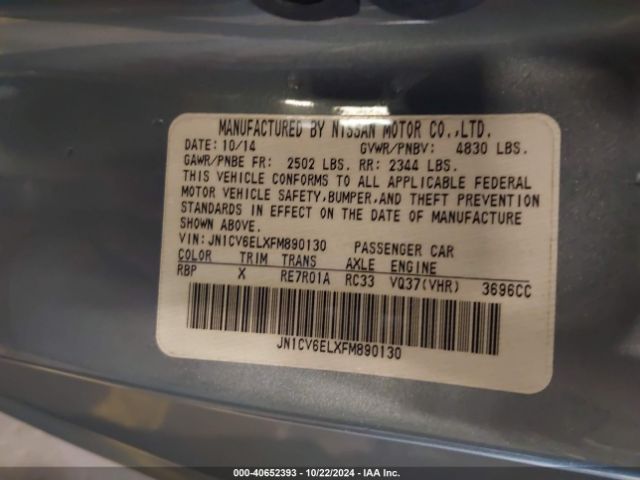 MANUFACTURED BY NISSAN MOTOR CO.,LTD.
DATE: 10/14 GVWR/PNBV: 4830 LBS.
GAWR/PNBE FR: 2502 LBS. RR: 2344 LBS.
THIS VEHICLE CONFORMS TO ALL APPLICABLE FEDERAL
MOTOR VEHICLE SAFETY, BUMPER, AND THEFT PREVENTION
STANDARDS IN EFFECT ON THE DATE OF MANUFACTURE
SHOWN ABOVE.
VIN: JN1CV6ELXFM890130 PASSENGER CAR
COLOR TRIM TRANS AXLE ENGINE
RBP X RE7R01A RC33 VQ37(VHR) 3696CC
JN1CV6ELXFM890130
000-40652393 - 10/22/2024 - IAA Inc.